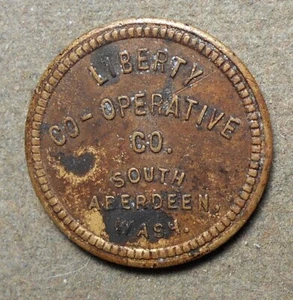 LIBERTY
CO-OPERATIVE
CO.
SOUTH
ABERDEEN,
WASH.